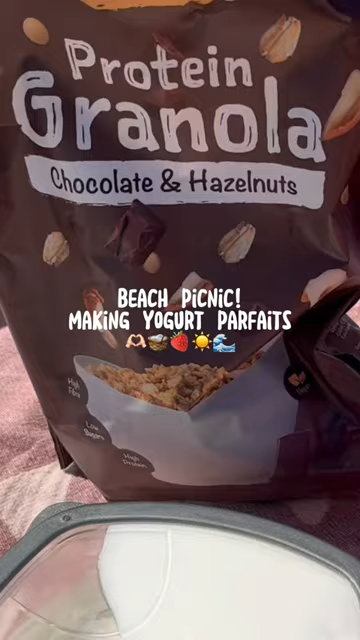 Protein
Granola
Chocolate & Hazelnuts
BEACH PICNIC!
MAKING YOGURT PARFAITS
🫶🏼🥣🍓☀️🌊
High
Fibre
Low
Sugars
High
Protein